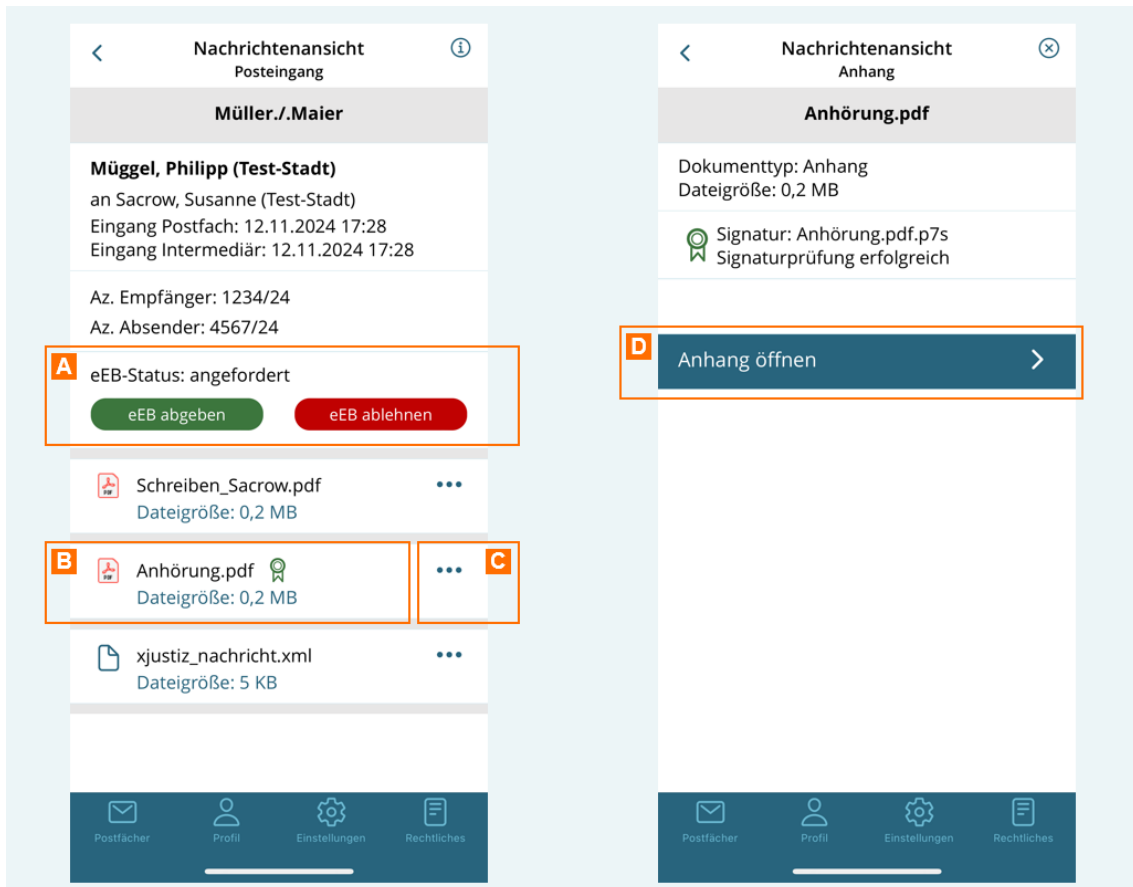 Nachrichtenansicht
Posteingang
Müller./.Maier
Müggel, Philipp (Test-Stadt)
an Sacrow, Susanne (Test-Stadt)
Eingang Postfach: 12.11.2024 17:28
Eingang Intermediär: 12.11.2024 17:28
Az. Empfänger: 1234/24
Az. Absender: 4567/24
A
eEB-Status: angefordert
eEB abgeben
eEB ablehnen
PDF
Schreiben_Sacrow.pdf
Dateigröße: 0,2 MB
B
C
PDF
Anhörung.pdf
Dateigröße: 0,2 MB
xjustiz_nachricht.xml
Dateigröße: 5 KB
Postfächer
Profil
Einstellungen
Rechtliches
Nachrichtenansicht
Anhang
Anhörung.pdf
Dokumenttyp: Anhang
Dateigröße: 0,2 MB
Signatur: Anhörung.pdf.p7s
Signaturprüfung erfolgreich
D
Anhang öffnen
Postfächer
Profil
Einstellungen
Rechtliches